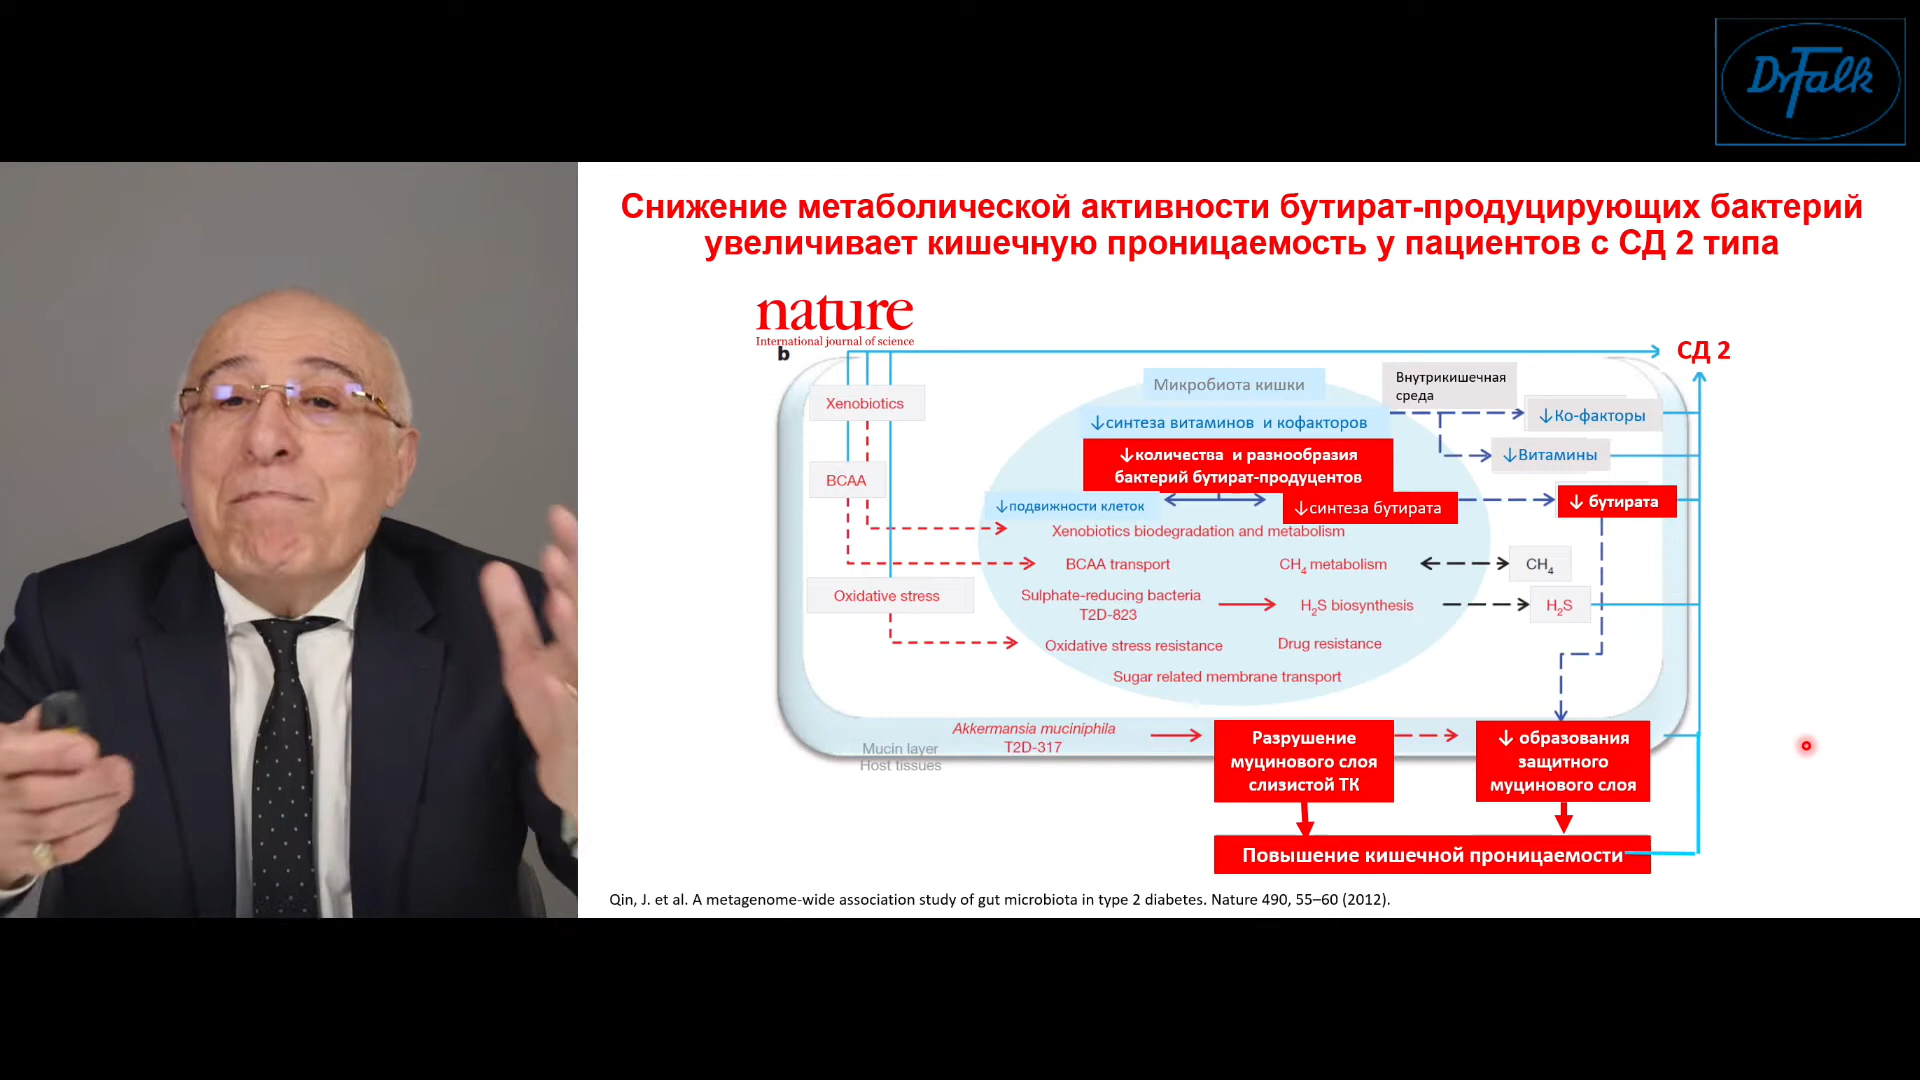 Dr Falk
Снижение метаболической активности бутират-продуцирующих бактерий
увеличивает кишечную проницаемость у пациентов с СД 2 типа
nature
International journal of science
b
СД 2
Xenobiotics
Микробиота кишки
Внутрикишечная
среда
↓синтеза витаминов и кофакторов
↓Ко-факторы
↓количества и разнообразия
бактерий бутират-продуцентов
↓Витамины
BCAA
↓подвижности клеток
↓синтеза бутирата
↓ бутирата
Xenobiotics biodegradation and metabolism
BCAA transport
CH4 metabolism
CH4
Oxidative stress
Sulphate-reducing bacteria
T2D-823
H2S biosynthesis
H2S
Oxidative stress resistance
Drug resistance
Sugar related membrane transport
Akkermansia muciniphila
T2D-317
Mucin layer
Host tissues
Разрушение
муцинового слоя
слизистой ТК
↓ образования
защитного
муцинового слоя
Повышение кишечной проницаемости
Qin, J. et al. A metagenome-wide association study of gut microbiota in type 2 diabetes. Nature 490, 55–60 (2012).